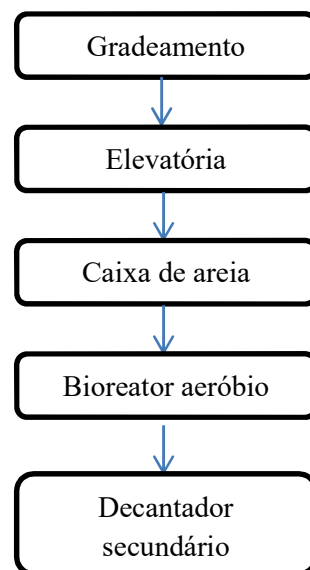 Gradeamento
Elevatória
Caixa de areia
Bioreator aeróbio
Decantador
secundário